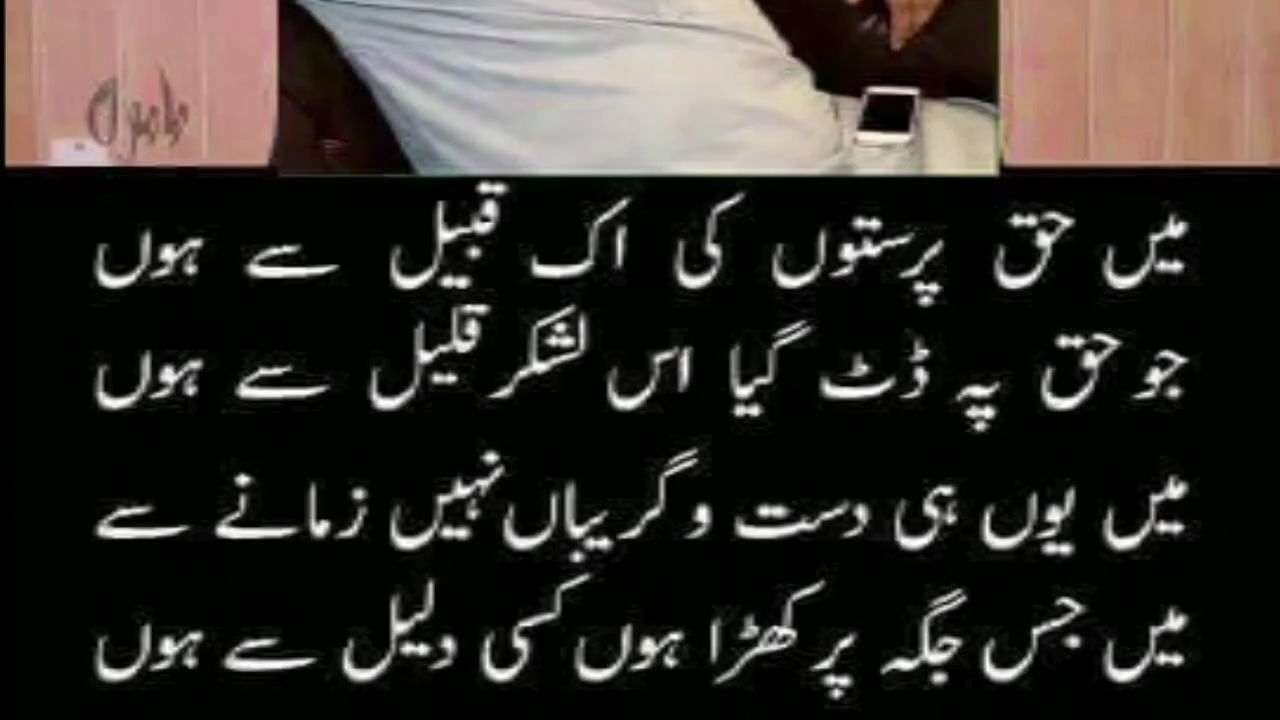 میں حق پرستوں کی اک قبیل سے ہوں
جو حق پہ ڈٹ گیا اس لشکر قلیل سے ہوں
میں یوں ہی دست و گریباں نہیں زمانے سے
میں جس جگہ پر کھڑا ہوں کسی دلیل سے ہوں